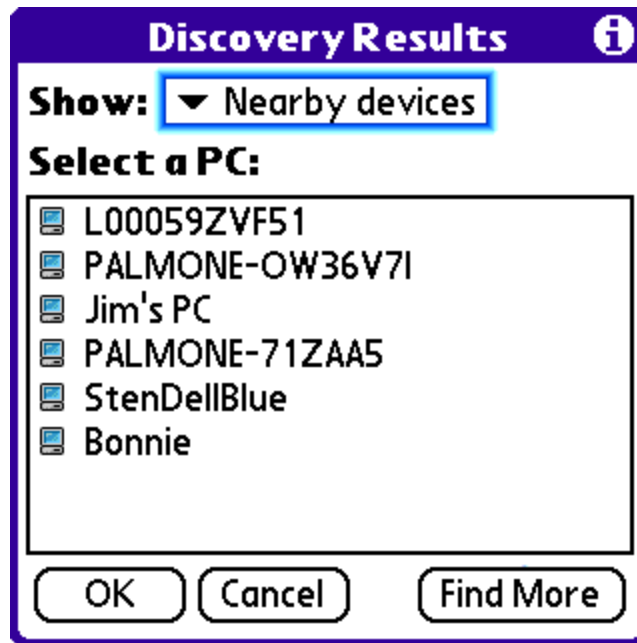 Discovery Results
Show: Nearby devices
Select a PC:
L00059ZVF51
PALMONE-OW36V7I
Jim's PC
PALMONE-71ZAA5
StenDellBlue
Bonnie
OK Cancel Find More